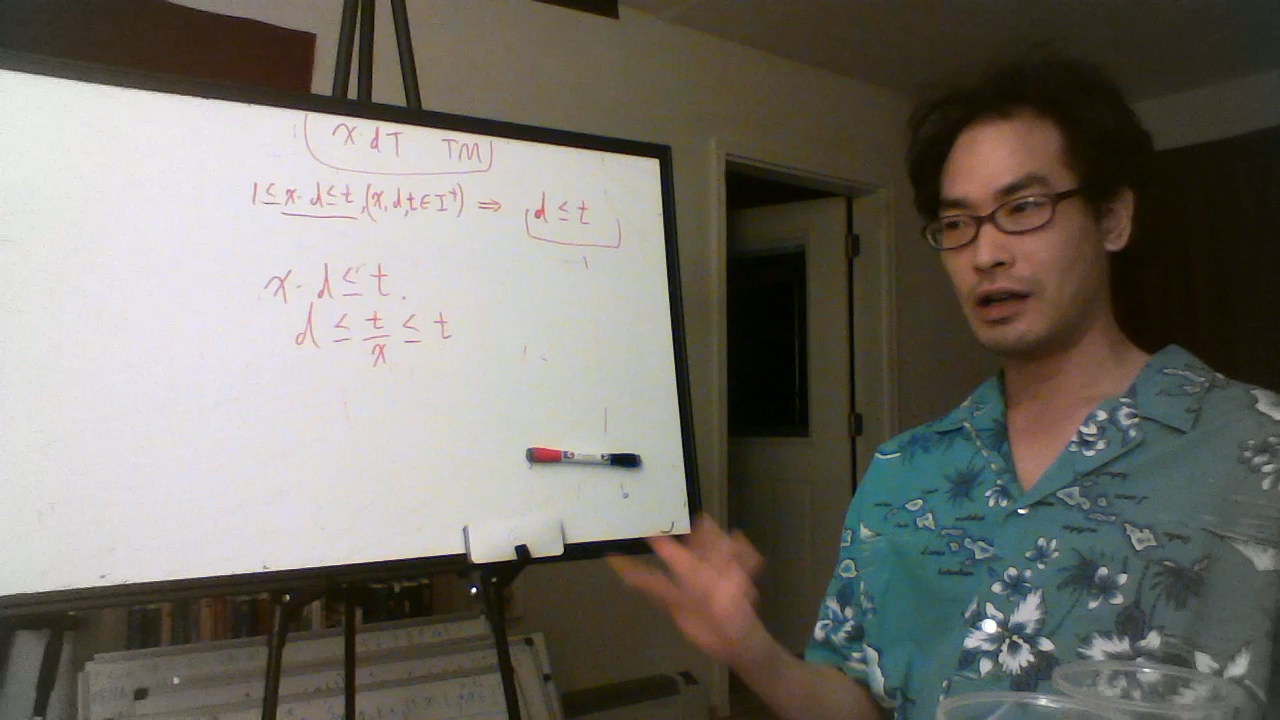 x·dT TM
1 ≤ x·d ≤ t, (x, d, t ∈ I⁺) ⇒ d ≤ t
x·d ≤ t.
d ≤ t/x ≤ t